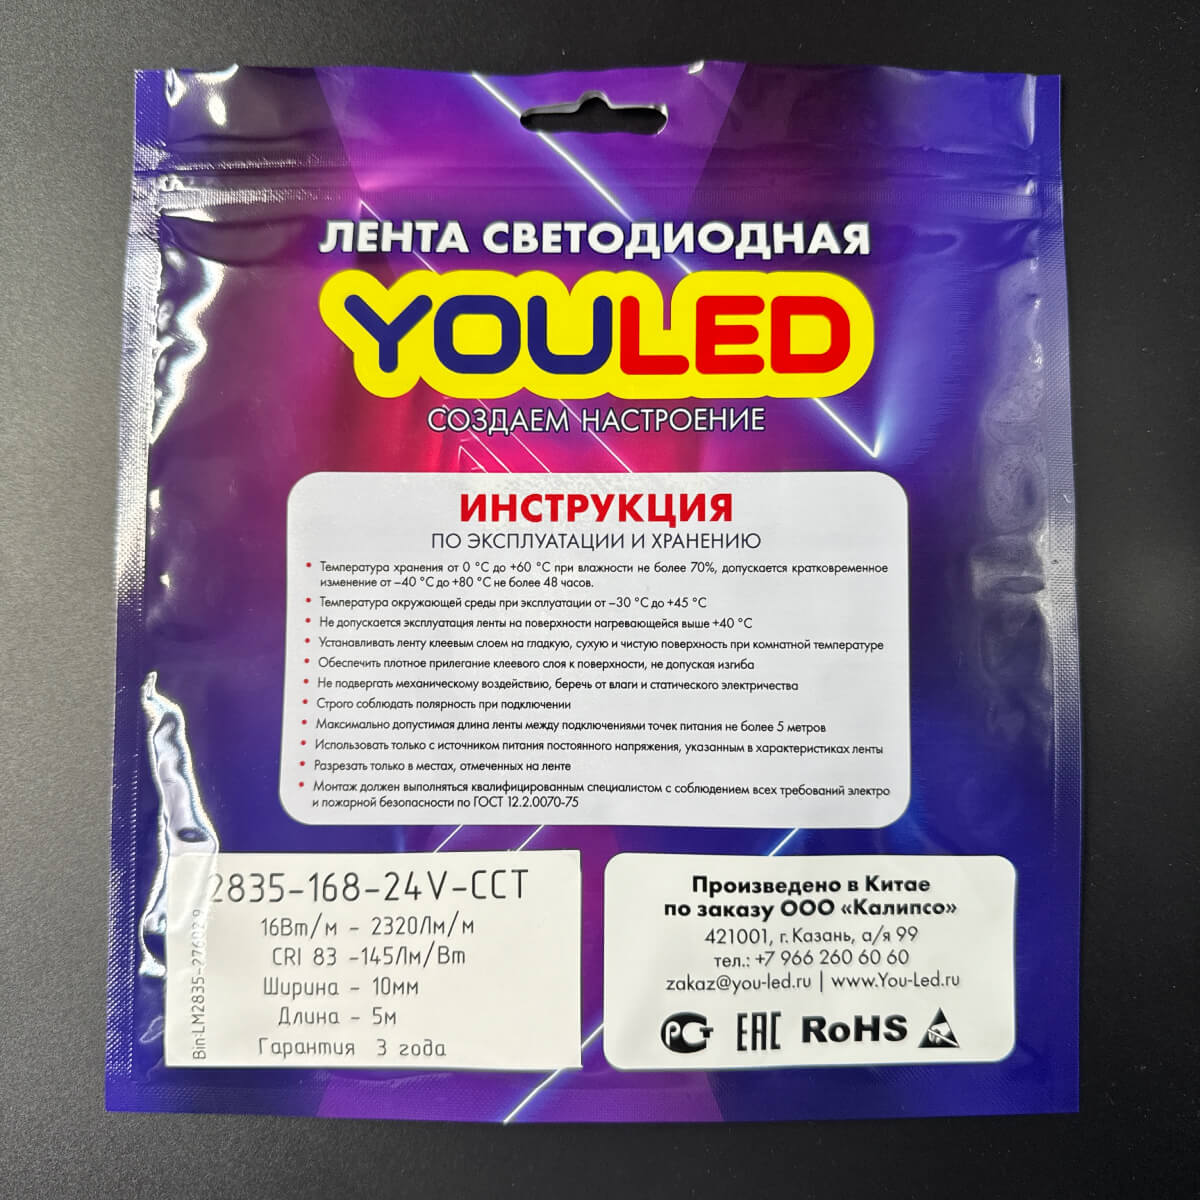 ЛЕНТА СВЕТОДИОДНАЯ
YOULED
СОЗДАЕМ НАСТРОЕНИЕ
ИНСТРУКЦИЯ
ПО ЭКСПЛУАТАЦИИ И ХРАНЕНИЮ
• Температура хранения от 0 °C до +60 °C при влажности не более 70%, допускается кратковременное
изменение от –40 °C до +80 °C не более 48 часов.
• Температура окружающей среды при эксплуатации от –30 °C до +45 °C
• Не допускается эксплуатация ленты на поверхности нагревающейся выше +40 °C
• Устанавливать ленту клеевым слоем на гладкую, сухую и чистую поверхность при комнатной температуре
• Обеспечить плотное прилегание клеевого слоя к поверхности, не допуская изгиба
• Не подвергать механическому воздействию, беречь от влаги и статического электричества
• Строго соблюдать полярность при подключении
• Максимально допустимая длина ленты между подключениями точек питания не более 5 метров
• Использовать только с источником питания постоянного напряжения, указанным в характеристиках ленты
• Разрезать только в местах, отмеченных на ленте
• Монтаж должен выполняться квалифицированным специалистом с соблюдением всех требований электро
и пожарной безопасности по ГОСТ 12.2.0070-75
2835-168-24V-CCT
16Вт/м - 2320Лм/м
CRI 83 -145Лм/Вт
Ширина - 10мм
Длина - 5м
Гарантия 3 года
Bin:LM2835-276029
Произведено в Китае
по заказу ООО «Калипсо»
421001, г. Казань, а/я 99
тел.: +7 966 260 60 60
zakaz@you-led.ru | www.You-Led.ru
РСТ EAC RoHS